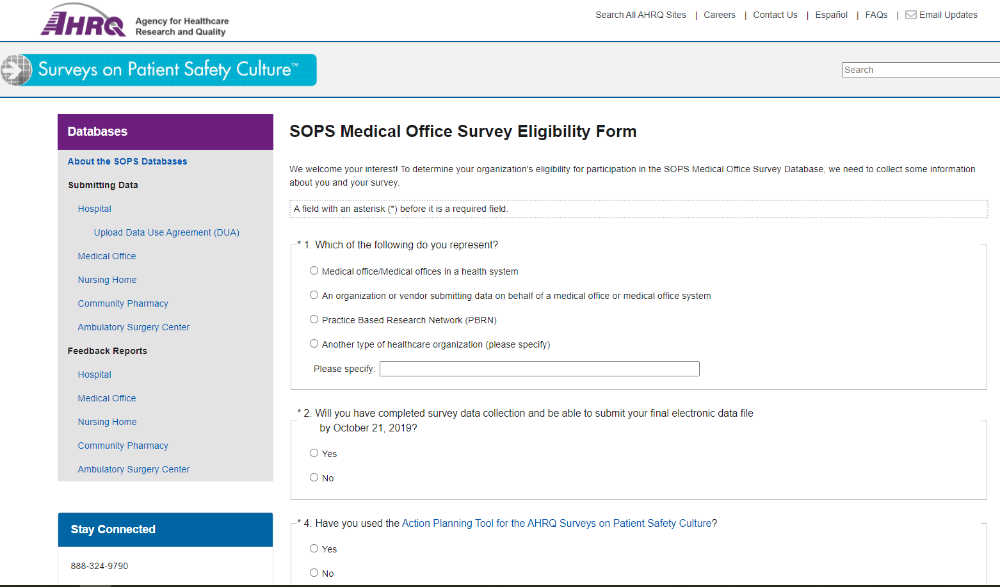 AHRQ
Agency for Healthcare
Research and Quality
Search All AHRQ Sites | Careers | Contact Us | Español | FAQs | Email Updates
Surveys on Patient Safety Culture™
Search
Databases
About the SOPS Databases
Submitting Data
Hospital
Upload Data Use Agreement (DUA)
Medical Office
Nursing Home
Community Pharmacy
Ambulatory Surgery Center
Feedback Reports
Hospital
Medical Office
Nursing Home
Community Pharmacy
Ambulatory Surgery Center
Stay Connected
888-324-9790
SOPS Medical Office Survey Eligibility Form
We welcome your interest! To determine your organization's eligibility for participation in the SOPS Medical Office Survey Database, we need to collect some information
about you and your survey.
A field with an asterisk (*) before it is a required field.
* 1. Which of the following do you represent?
Medical office/Medical offices in a health system
An organization or vendor submitting data on behalf of a medical office or medical office system
Practice Based Research Network (PBRN)
Another type of healthcare organization (please specify)
Please specify:
* 2. Will you have completed survey data collection and be able to submit your final electronic data file
by October 21, 2019?
Yes
No
* 4. Have you used the Action Planning Tool for the AHRQ Surveys on Patient Safety Culture?
Yes
No